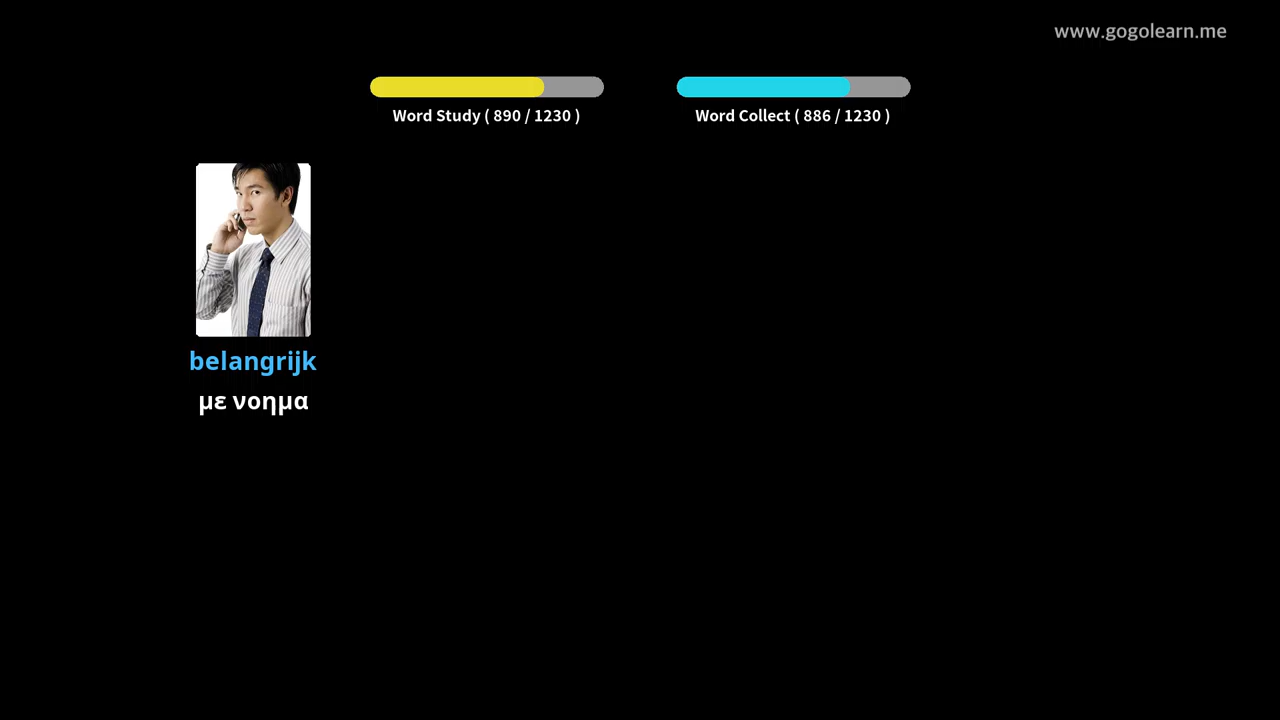 www.gogolearn.me
Word Study ( 890 / 1230 )
Word Collect ( 886 / 1230 )
belangrijk
με νοημα